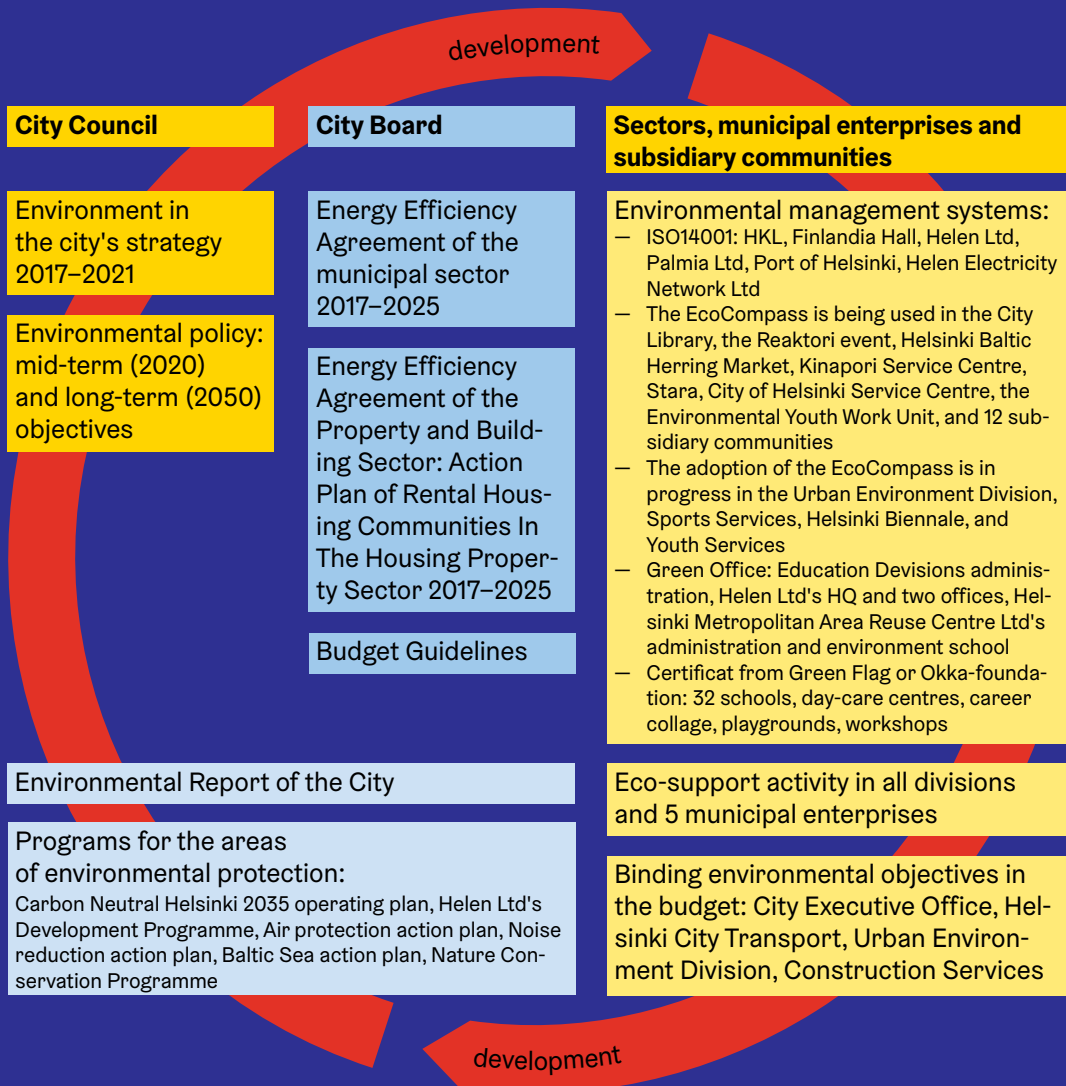 development
City Council
Environment in
the city's strategy
2017–2021
Environmental policy:
mid-term (2020)
and long-term (2050)
objectives
City Board
Energy Efficiency
Agreement of the
municipal sector
2017–2025
Energy Efficiency
Agreement of the
Property and Build-
ing Sector: Action
Plan of Rental Hous-
ing Communities In
The Housing Proper-
ty Sector 2017–2025
Budget Guidelines
Environmental Report of the City
Programs for the areas
of environmental protection:
Carbon Neutral Helsinki 2035 operating plan, Helen Ltd's
Development Programme, Air protection action plan, Noise
reduction action plan, Baltic Sea action plan, Nature Con-
servation Programme
Sectors, municipal enterprises and
subsidiary communities
Environmental management systems:
— ISO14001: HKL, Finlandia Hall, Helen Ltd,
Palmia Ltd, Port of Helsinki, Helen Electricity
Network Ltd
— The EcoCompass is being used in the City
Library, the Reaktori event, Helsinki Baltic
Herring Market, Kinapori Service Centre,
Stara, City of Helsinki Service Centre, the
Environmental Youth Work Unit, and 12 sub-
sidiary communities
— The adoption of the EcoCompass is in
progress in the Urban Environment Division,
Sports Services, Helsinki Biennale, and
Youth Services
— Green Office: Education Devisions adminis-
tration, Helen Ltd's HQ and two offices, Hel-
sinki Metropolitan Area Reuse Centre Ltd's
administration and environment school
— Certificat from Green Flag or Okka-founda-
tion: 32 schools, day-care centres, career
collage, playgrounds, workshops
Eco-support activity in all divisions
and 5 municipal enterprises
Binding environmental objectives in
the budget: City Executive Office, Hel-
sinki City Transport, Urban Environ-
ment Division, Construction Services
development